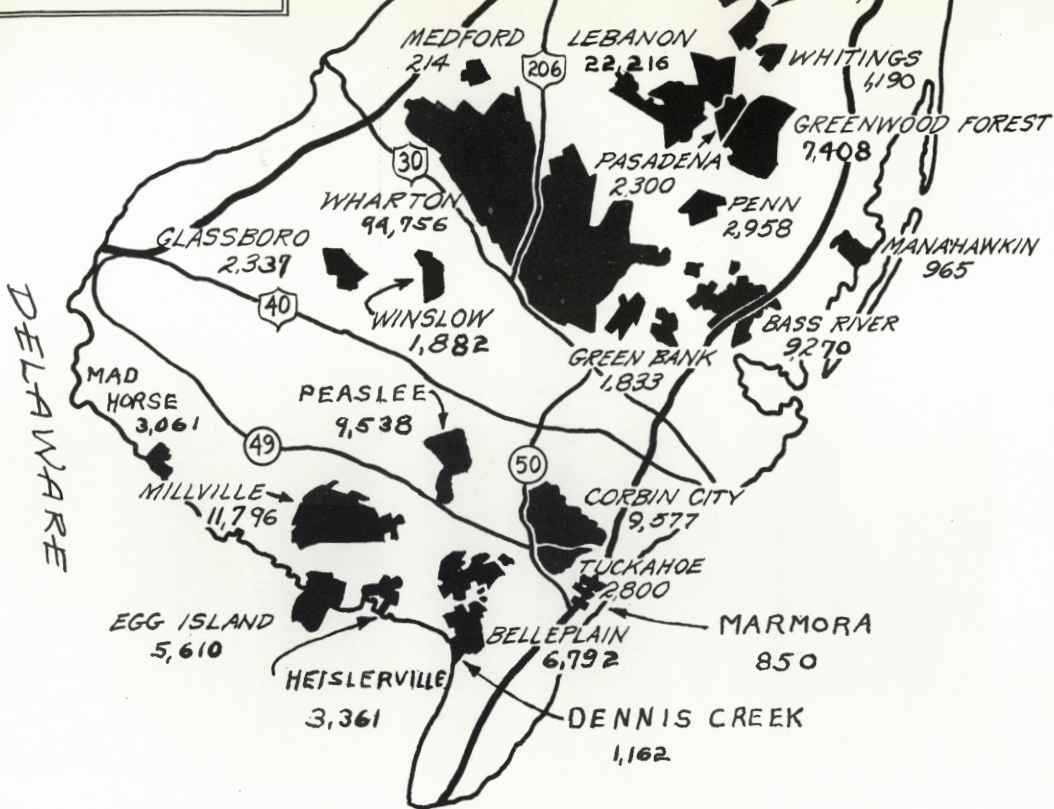 MEDFORD
214
206
LEBANON
22,216
WHITINGS
1,190
GREENWOOD FOREST
7,408
30
PASADENA
2,300
WHARTON
94,756
PENN
2,958
GLASSBORO
2,337
MANAHAWKIN
965
40
WINSLOW
1,882
BASS RIVER
9,270
GREEN BANK
1,833
DELAWARE
MAD
HORSE
3,061
PEASLEE
9,538
49
50
MILLVILLE
11,796
CORBIN CITY
9,577
TUCKAHOE
2,800
EGG ISLAND
5,610
BELLEPLAIN
6,792
MARMORA
850
HEISLERVILLE
3,361
DENNIS CREEK
1,162